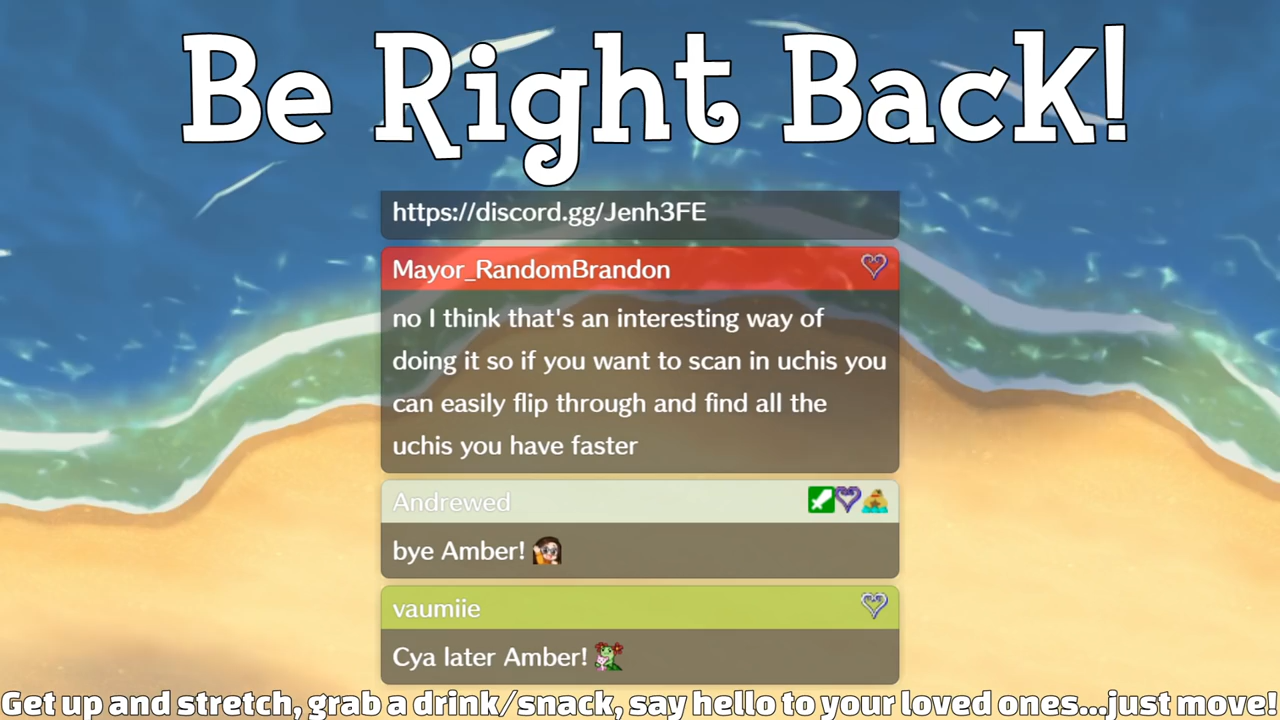 Be Right Back!
https://discord.gg/Jenh3FE
Mayor_RandomBrandon
no I think that's an interesting way of
doing it so if you want to scan in uchis you
can easily flip through and find all the
uchis you have faster
Andrewed
bye Amber!
vaumiie
Cya later Amber!
Get up and stretch, grab a drink/snack, say hello to your loved ones...just move!